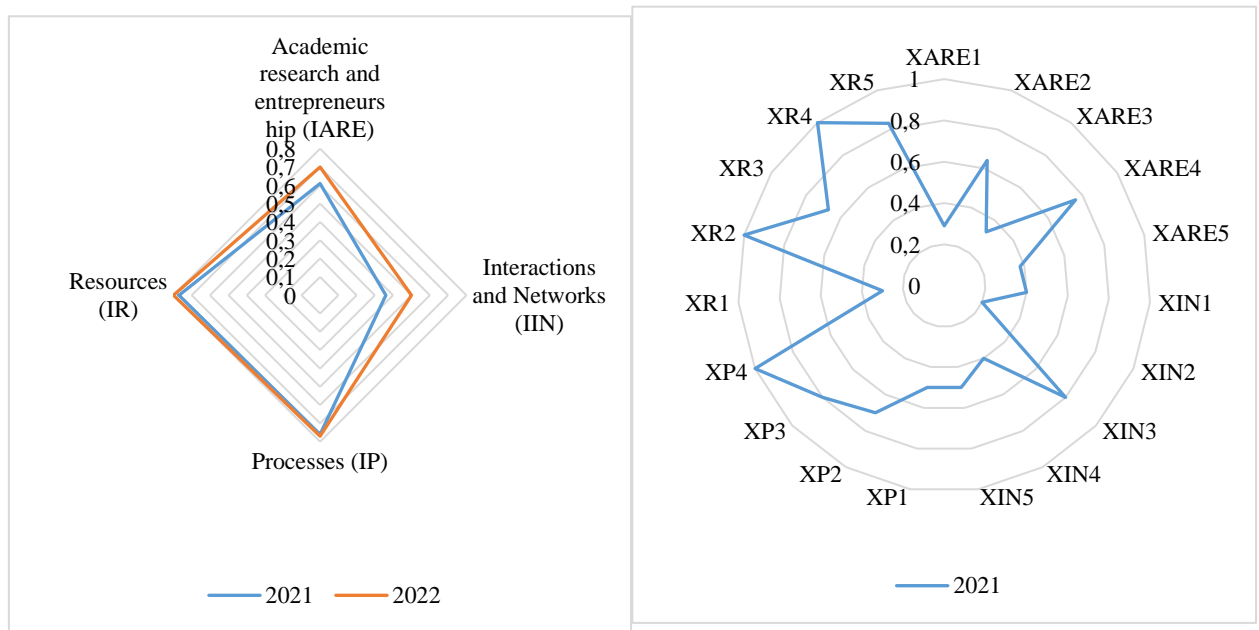 Academic
research and
entrepreneurs
hip (IARE)
0,8
0,7
0,6
0,5
0,4
0,3
0,2
0,1
0
Interactions
and Networks
(IIN)
Resources
(IR)
Processes (IP)
2021
2022
XARE1
XARE2
XARE3
XARE4
XARE5
XIN1
XIN2
XIN3
XIN4
XIN5
XP1
XP2
XP3
XP4
XR1
XR2
XR3
XR4
XR5
1
0,8
0,6
0,4
0,2
0
2021